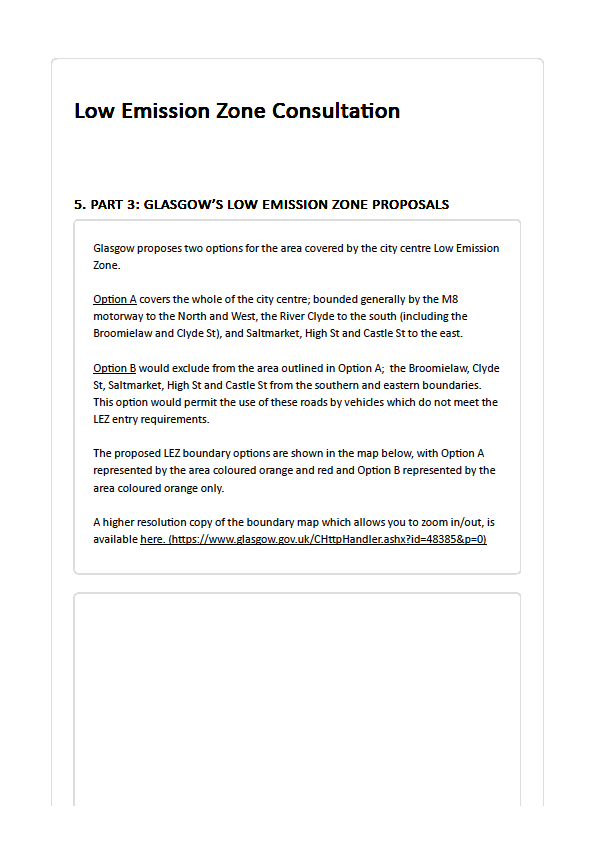 Low Emission Zone Consultation
5. PART 3: GLASGOW’S LOW EMISSION ZONE PROPOSALS
Glasgow proposes two options for the area covered by the city centre Low Emission
Zone.
Option A covers the whole of the city centre; bounded generally by the M8
motorway to the North and West, the River Clyde to the south (including the
Broomielaw and Clyde St), and Saltmarket, High St and Castle St to the east.
Option B would exclude from the area outlined in Option A;  the Broomielaw, Clyde
St, Saltmarket, High St and Castle St from the southern and eastern boundaries.
This option would permit the use of these roads by vehicles which do not meet the
LEZ entry requirements.
The proposed LEZ boundary options are shown in the map below, with Option A
represented by the area coloured orange and red and Option B represented by the
area coloured orange only.
A higher resolution copy of the boundary map which allows you to zoom in/out, is
available here. (https://www.glasgow.gov.uk/CHttpHandler.ashx?id=48385&p=0)